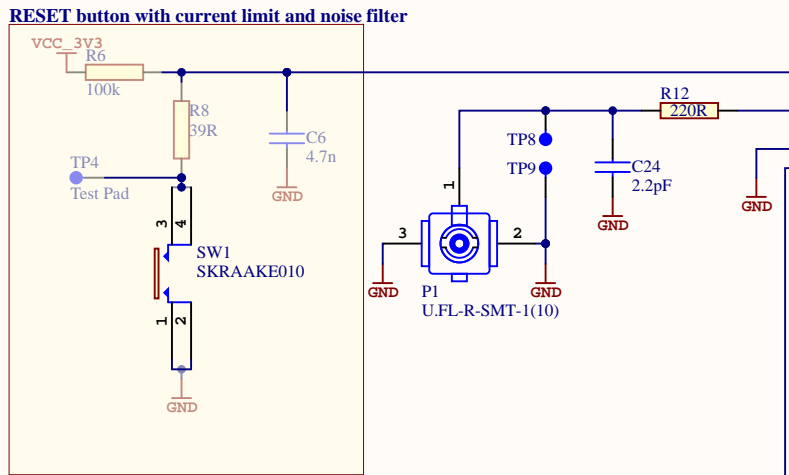 RESET button with current limit and noise filter
VCC_3V3
R6
100k
R8
39R
C6
4.7n
GND
TP4
Test Pad
3
4
SW1
SKRAAKE010
1
2
GND
R12
220R
TP8
TP9
C24
2.2pF
GND
GND
1
3
2
GND
GND
P1
U.FL-R-SMT-1(10)